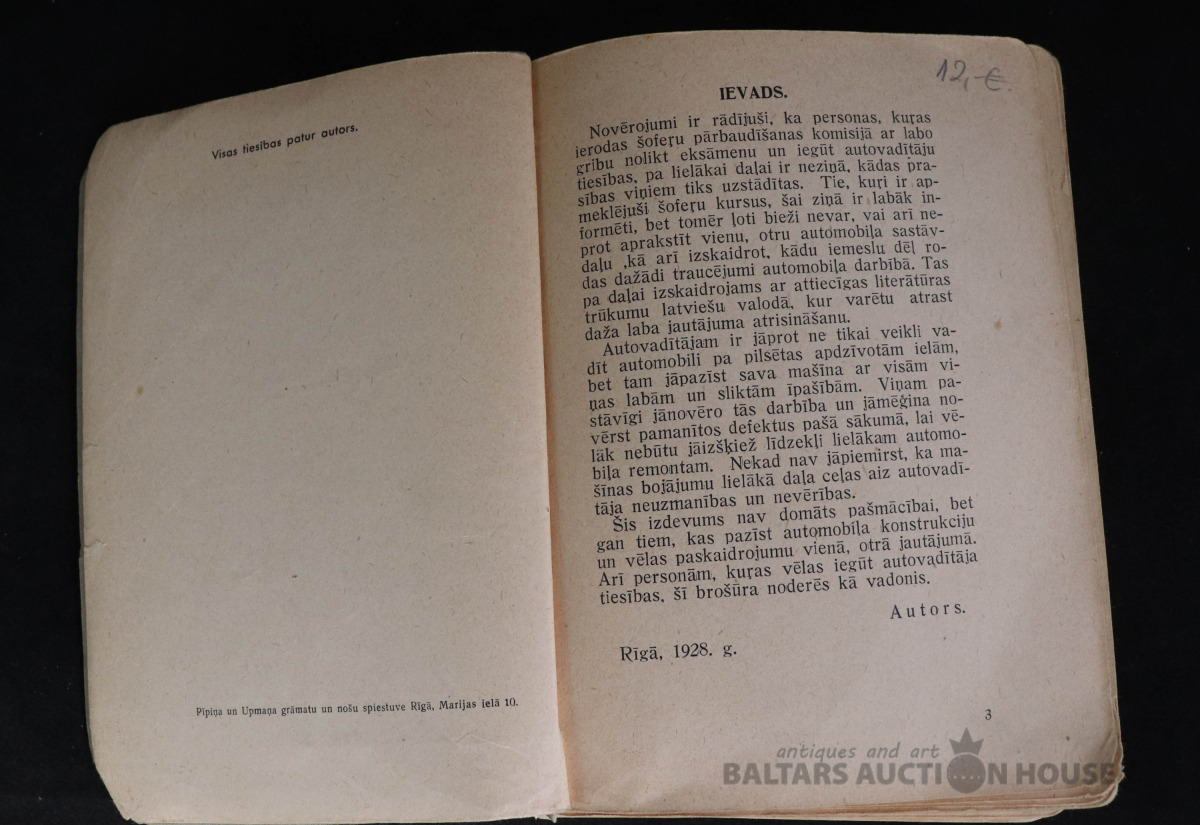 Visas tiesības patur autors.
Pīpiņa un Upmaņa grāmatu un nošu spiestuve Rīgā, Marijas ielā 10.
12,-€.
IEVADS.
Novērojumi ir rādījuši, ka personas, kuŗas
ierodas šoferu pārbaudīšanas komisijā ar labo
gribu nolikt eksāmenu un iegūt autovadītāju
tiesības, pa lielākai daļai ir neziņā, kādas pra-
sības viņiem tiks uzstādītas. Tie, kuŗi ir ap-
meklējuši šoferu kursus, šai ziņā ir labāk in-
formēti, bet tomēr ļoti bieži nevar, vai arī ne-
prot aprakstīt vienu, otru automobiļa sastāv-
daļu ,kā arī izskaidrot, kādu iemeslu dēļ ro-
das dažādi traucējumi automobiļa darbībā. Tas
pa daļai izskaidrojams ar attiecīgas literātūras
trūkumu latviešu valodā, kur varētu atrast
daža laba jautājuma atrisināšanu.
Autovadītājam ir jāprot ne tikai veikli va-
dīt automobili pa pilsētas apdzīvotām ielām,
bet tam jāpazīst sava mašīna ar visām vi-
ņas labām un sliktām īpašībām. Viņam pa-
stāvīgi jānovēro tās darbība un jāmēģina no-
vērst pamanītos defektus pašā sākumā, lai vē-
lāk nebūtu jāizšķiež līdzekļi lielākam automo-
biļa remontam. Nekad nav jāpiemirst, ka ma-
šīnas bojājumu lielākā daļa ceļas aiz autovadī-
tāja neuzmanības un nevērības.
Šis izdevums nav domāts pašmācībai, bet
gan tiem, kas pazīst automobiļa konstrukciju
un vēlas paskaidrojumu vienā, otrā jautājumā.
Arī personām, kuŗas vēlas iegūt autovadītāja
tiesības, šī brošūra noderēs kā vadonis.
Autors.
Rīgā, 1928. g.
3
antiques and art
BALTARS AUCTION HOUSE